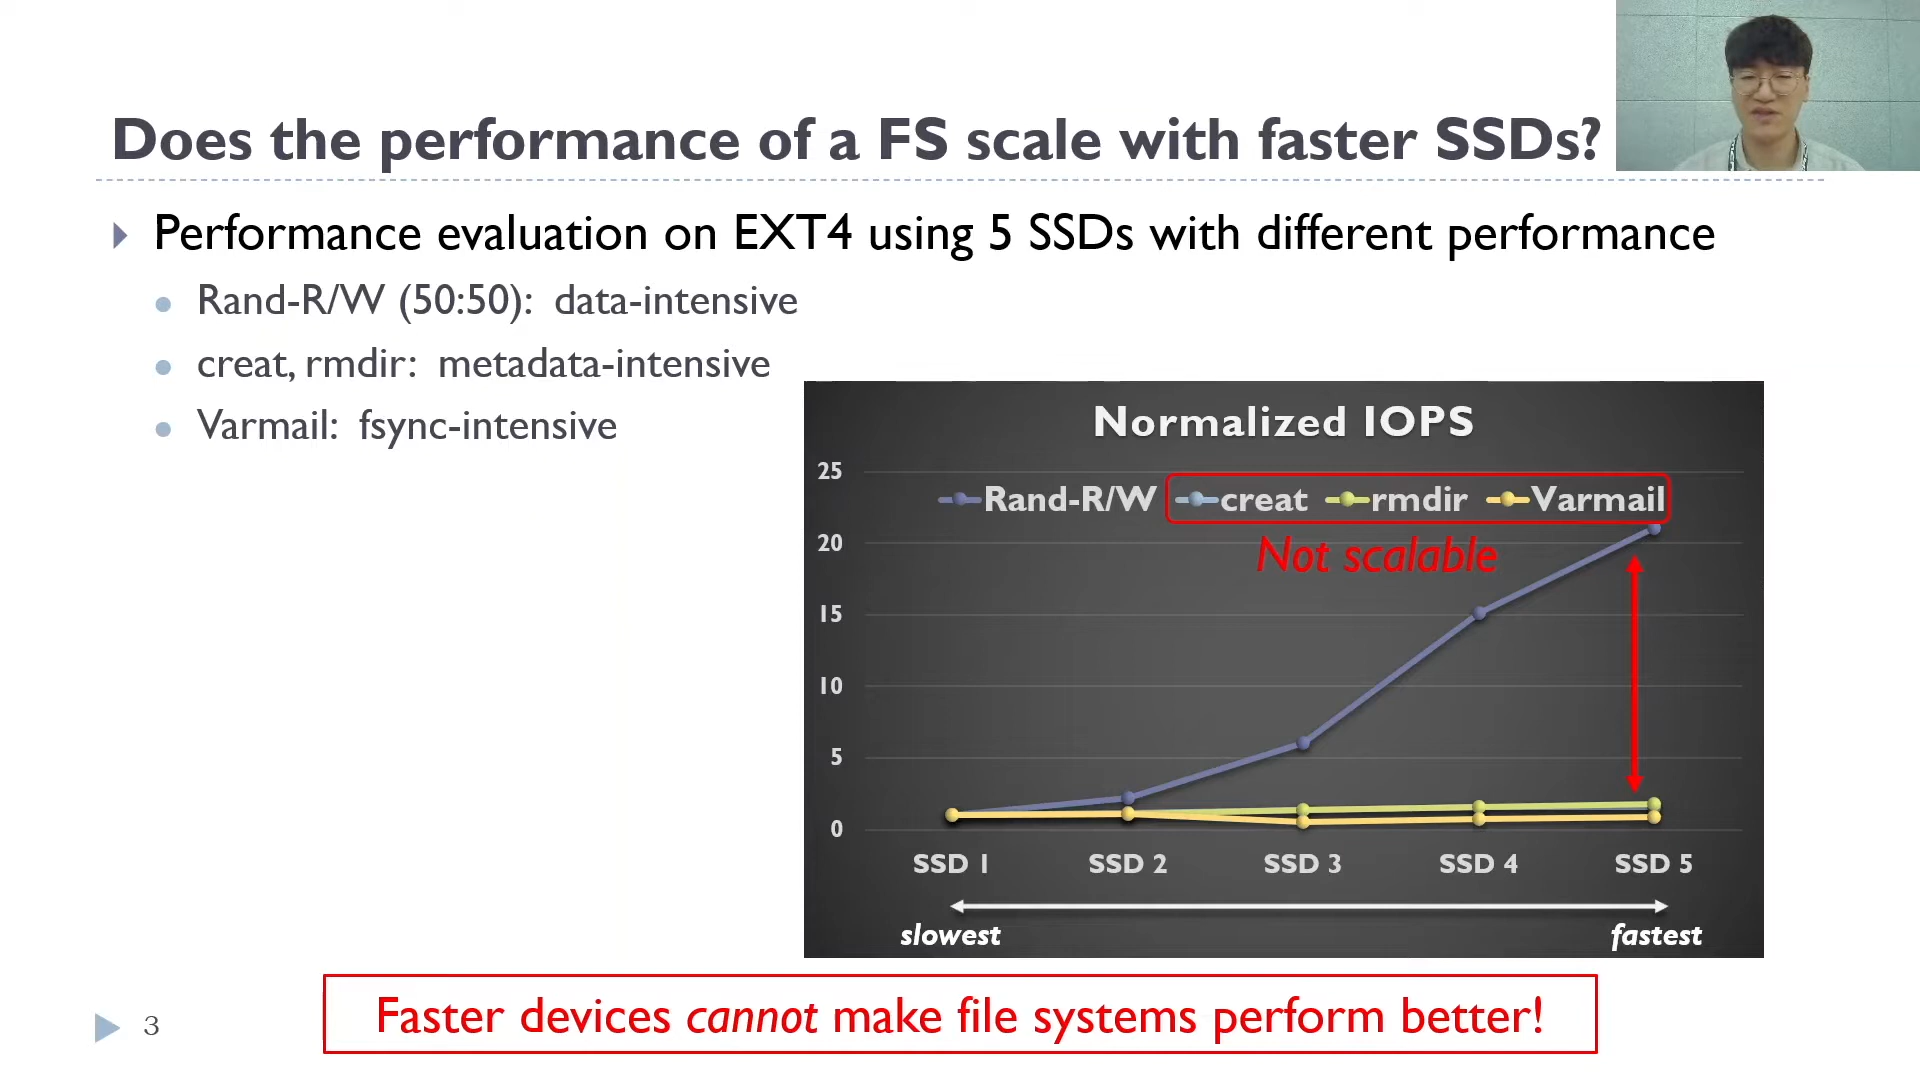 Does the performance of a FS scale with faster SSDs?
Performance evaluation on EXT4 using 5 SSDs with different performance
Rand-R/W (50:50): data-intensive
creat, rmdir: metadata-intensive
Varmail: fsync-intensive
Normalized IOPS
25
Rand-R/W creat rmdir Varmail
20
Not scalable
15
10
5
0
SSD 1 SSD 2 SSD 3 SSD 4 SSD 5
slowest fastest
Faster devices cannot make file systems perform better!
3